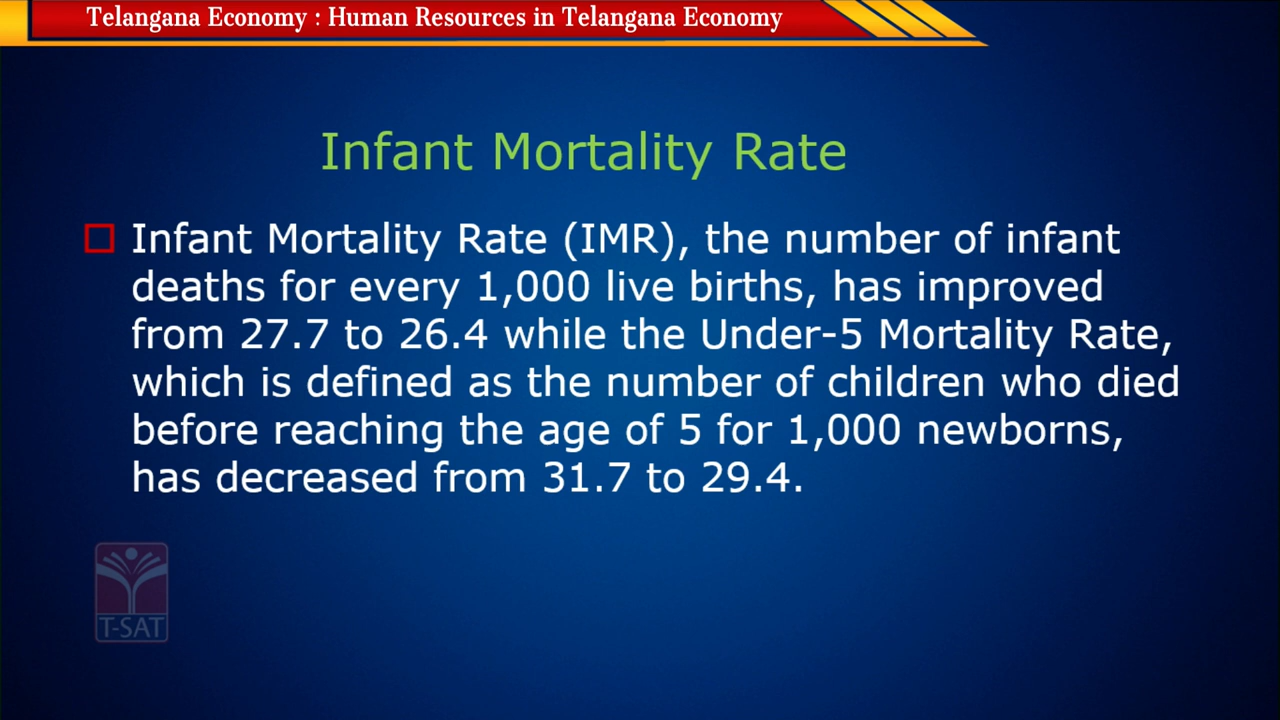 Telangana Economy : Human Resources in Telangana Economy
Infant Mortality Rate
Infant Mortality Rate (IMR), the number of infant
deaths for every 1,000 live births, has improved
from 27.7 to 26.4 while the Under-5 Mortality Rate,
which is defined as the number of children who died
before reaching the age of 5 for 1,000 newborns,
has decreased from 31.7 to 29.4.
T-SAT